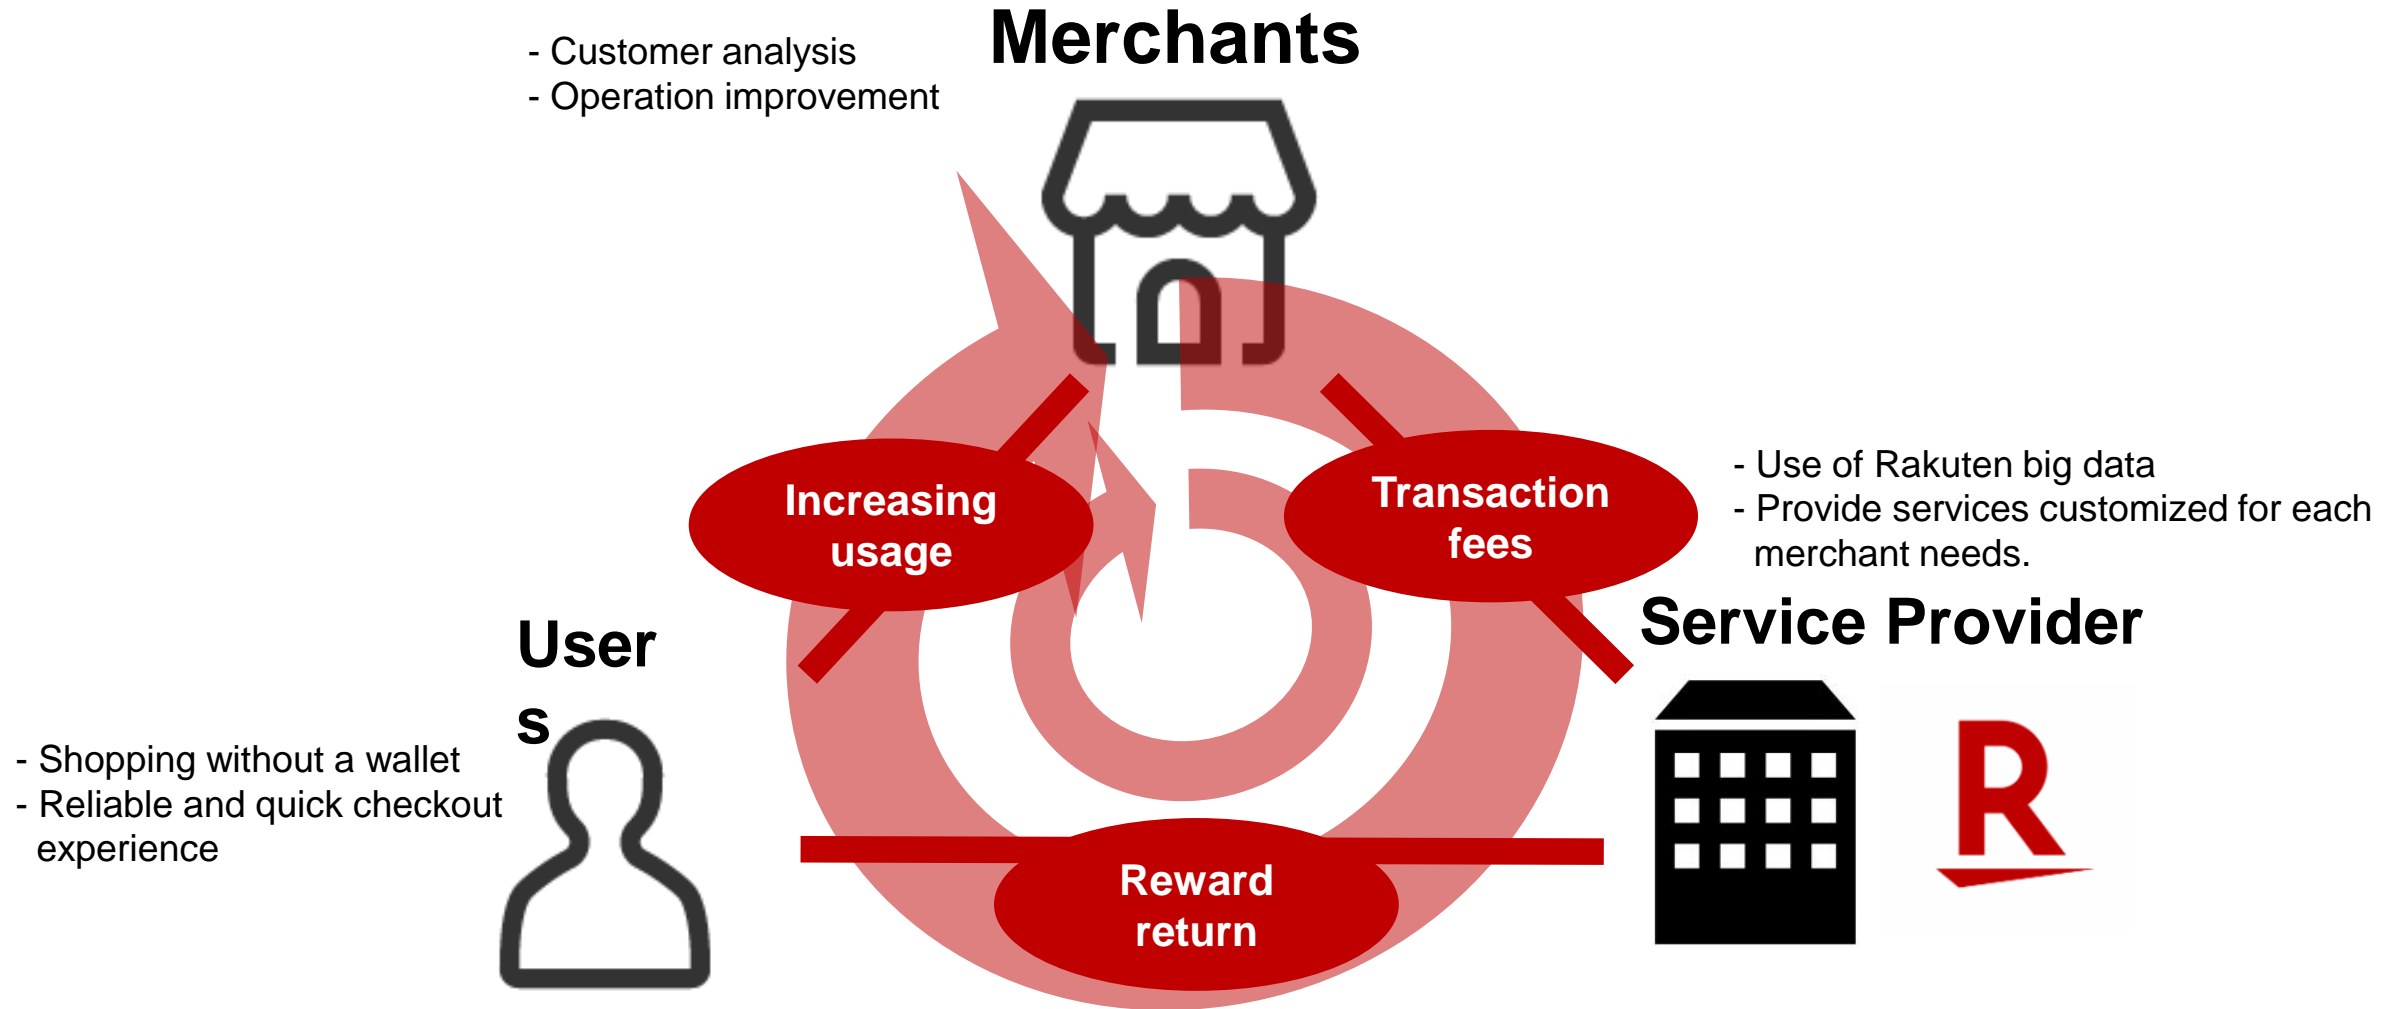 Merchants
- Customer analysis
- Operation improvement
Increasing
usage
Transaction
fees
- Use of Rakuten big data
- Provide services customized for each
merchant needs.
Service Provider
User
s
- Shopping without a wallet
- Reliable and quick checkout
experience
R
Reward
return